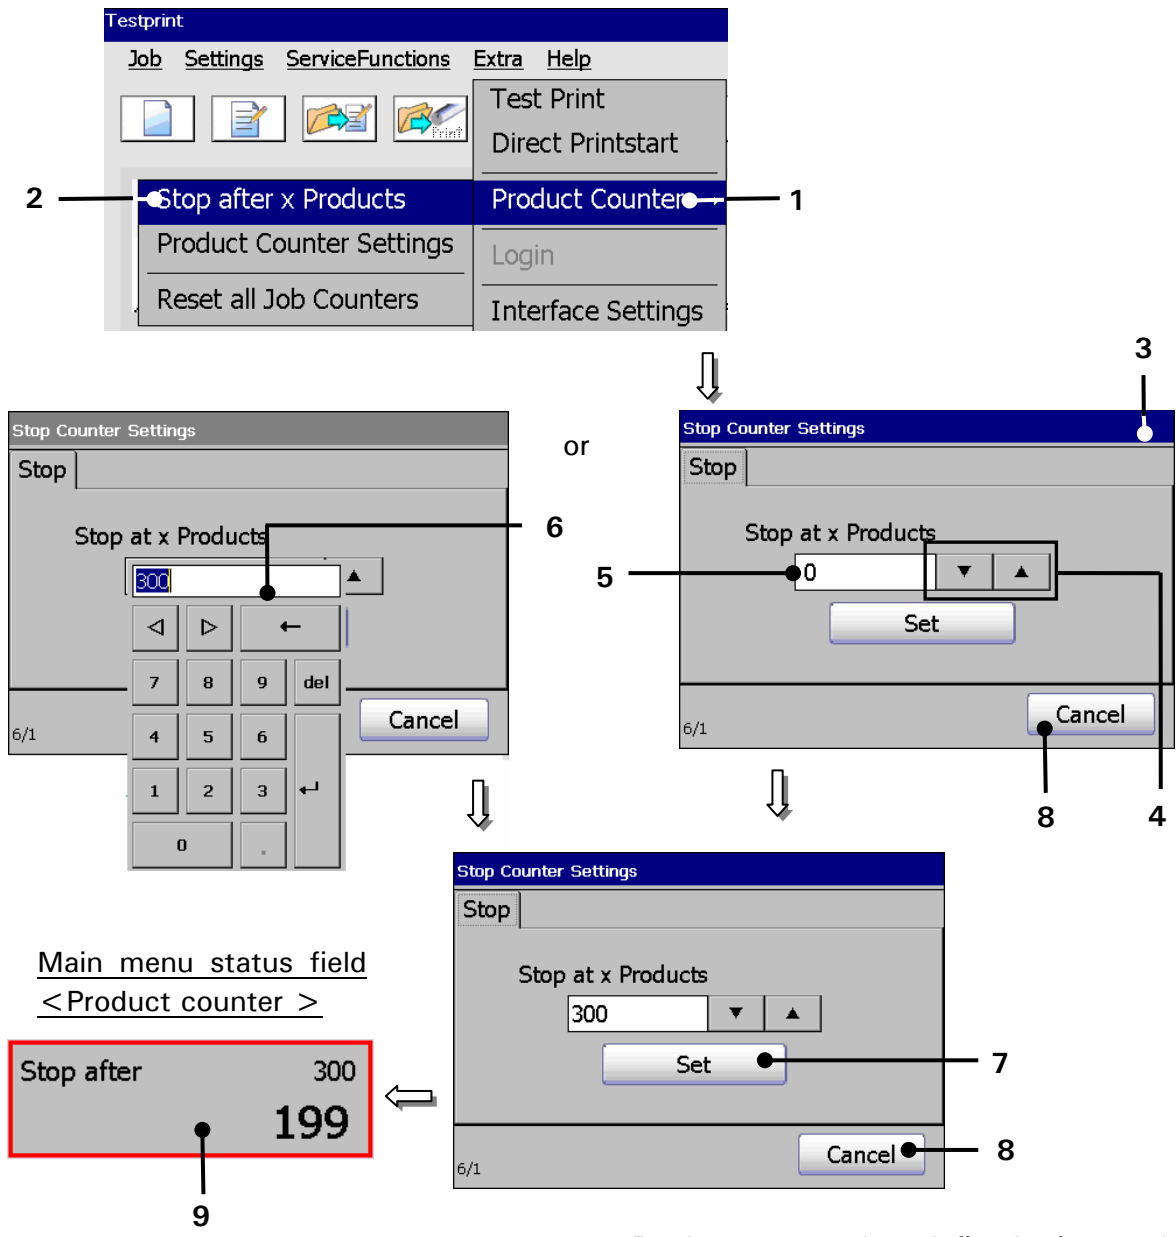 Testprint
Job Settings ServiceFunctions Extra Help
Print
Test Print
Direct Printstart
Product Counter
Login
Interface Settings
Stop after x Products
Product Counter Settings
Reset all Job Counters
2
1
3
Stop Counter Settings
Stop
Stop at x Products
300
6
7 8 9 del
4 5 6
1 2 3
0 .
Cancel
6/1
or
Stop Counter Settings
Stop
Stop at x Products
5
0
Set
Cancel
6/1
8
4
Stop Counter Settings
Stop
Stop at x Products
300
Set
7
Cancel
8
6/1
Main menu status field
<Product counter >
Stop after 300
199
9